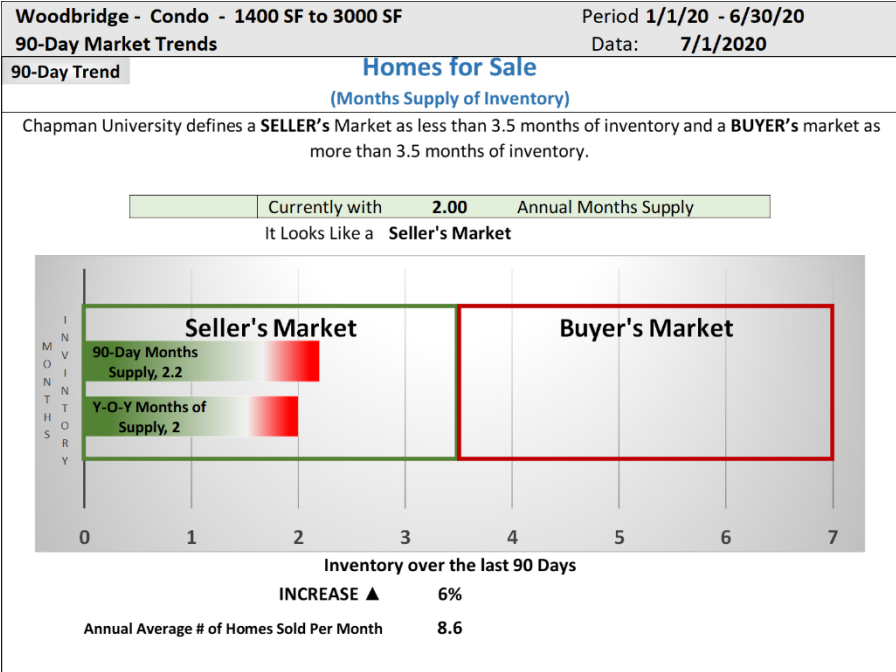 Woodbridge - Condo - 1400 SF to 3000 SF Period 1/1/20 - 6/30/20
90-Day Market Trends Data: 7/1/2020
90-Day Trend Homes for Sale
(Months Supply of Inventory)
Chapman University defines a SELLER's Market as less than 3.5 months of inventory and a BUYER's market as
more than 3.5 months of inventory.
Currently with 2.00 Annual Months Supply
It Looks Like a Seller's Market
MONTHS
INVINTORY
Seller's Market Buyer's Market
90-Day Months
Supply, 2.2
Y-O-Y Months of
Supply, 2
0 1 2 3 4 5 6 7
Inventory over the last 90 Days
INCREASE ▲ 6%
Annual Average # of Homes Sold Per Month 8.6